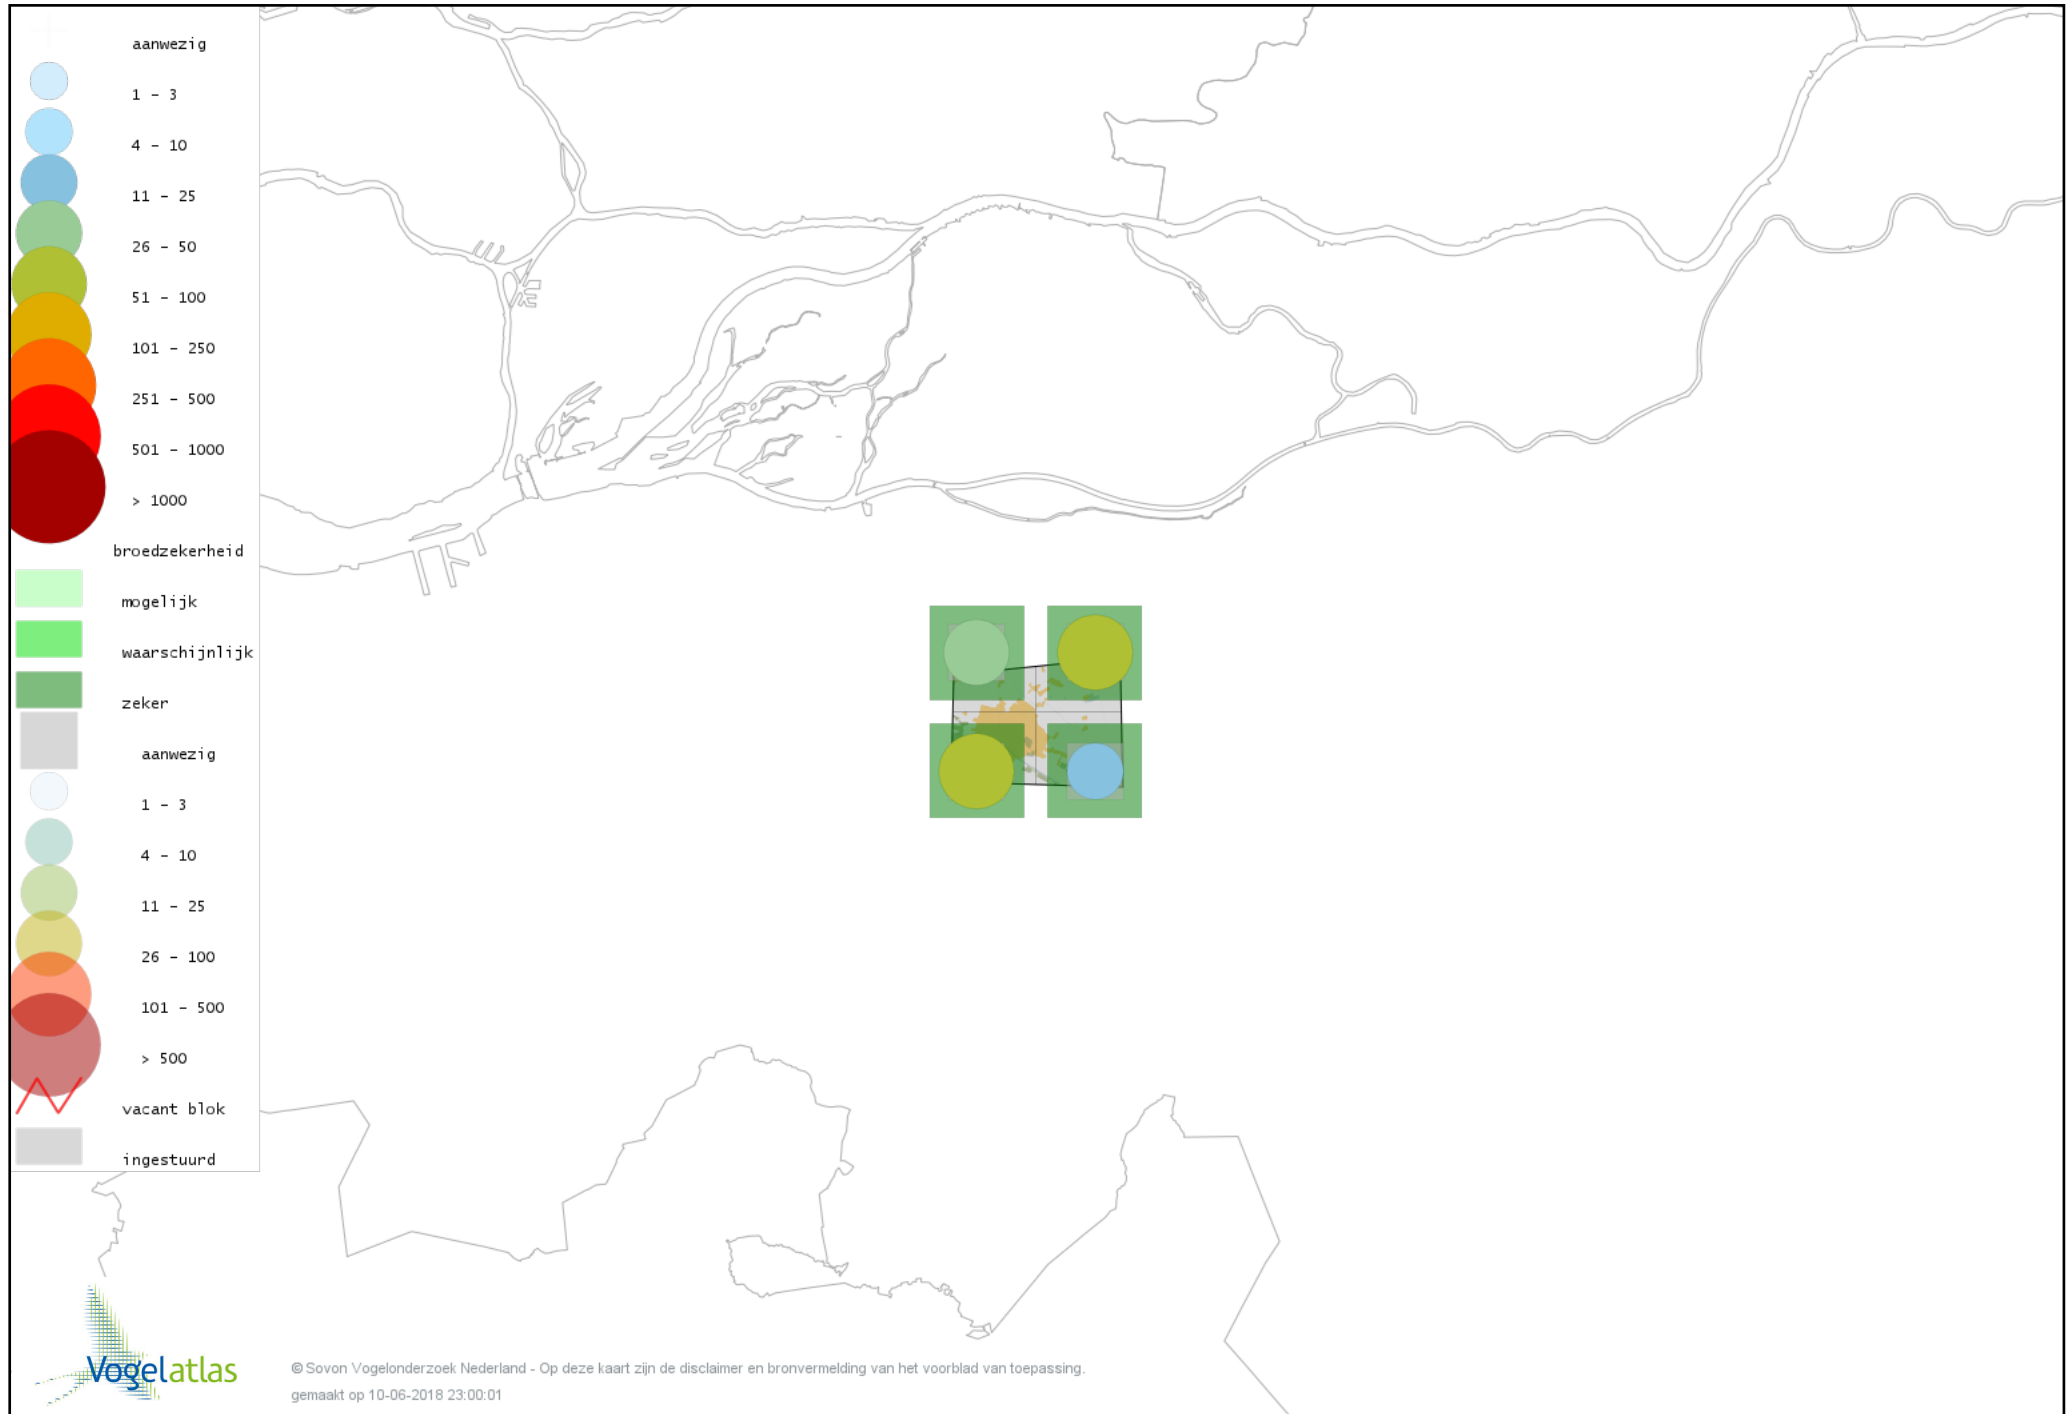 aanwezig
1 - 3
4 - 10
11 - 25
26 - 50
51 - 100
101 - 250
251 - 500
501 - 1000
> 1000
broedzekerheid
mogelijk
waarschijnlijk
zeker
aanwezig
1 - 3
4 - 10
11 - 25
26 - 100
101 - 500
> 500
vacant blok
ingestuurd
Vogelatlas
© Sovon Vogelonderzoek Nederland - Op deze kaart zijn de disclaimer en bronvermelding van het voorblad van toepassing.
gemaakt op 10-06-2018 23:00:01